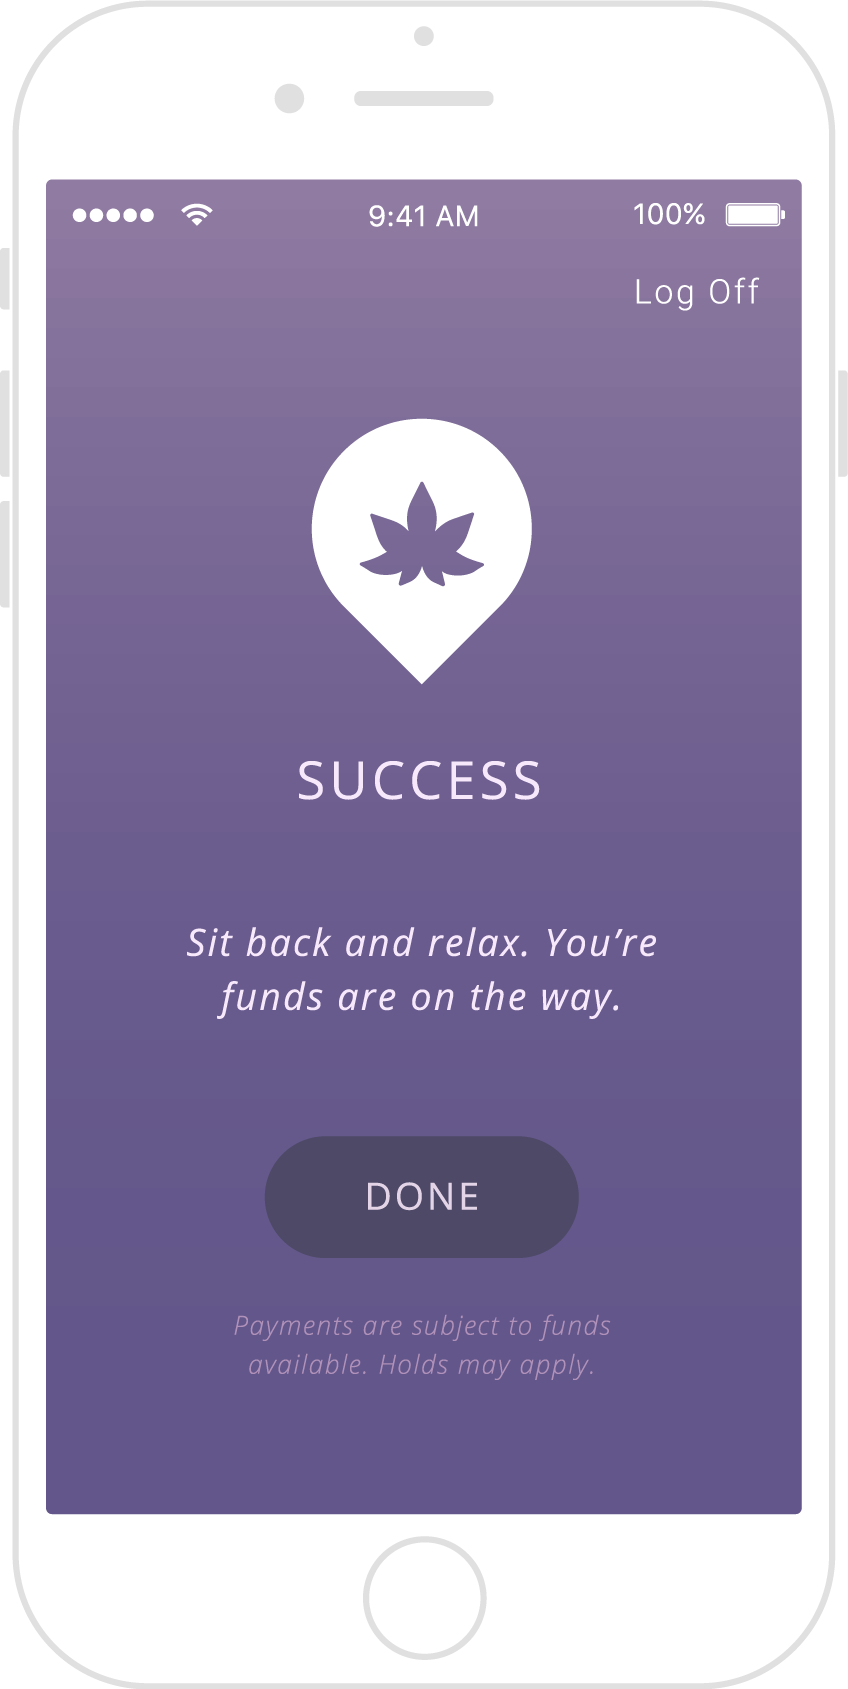 9:41 AM 100%
Log Off
SUCCESS
Sit back and relax. You’re
funds are on the way.
DONE
Payments are subject to funds
available. Holds may apply.